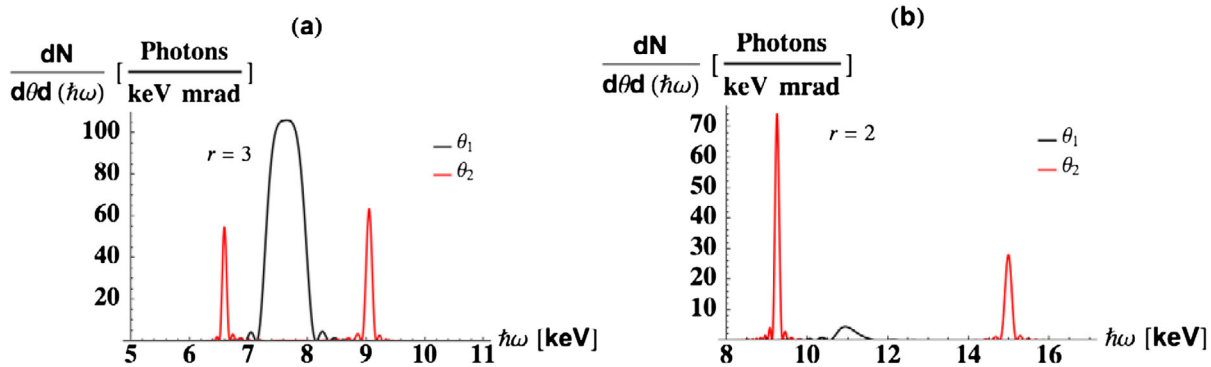 (a)
dN
dθd(ħω)
[
Photons
keV mrad
]
r = 3
θ1
θ2
100
80
60
40
20
5 6 7 8 9 10 11
ħω [keV]
(b)
dN
dθd(ħω)
[
Photons
keV mrad
]
r = 2
θ1
θ2
70
60
50
40
30
20
10
8 10 12 14 16
ħω [keV]